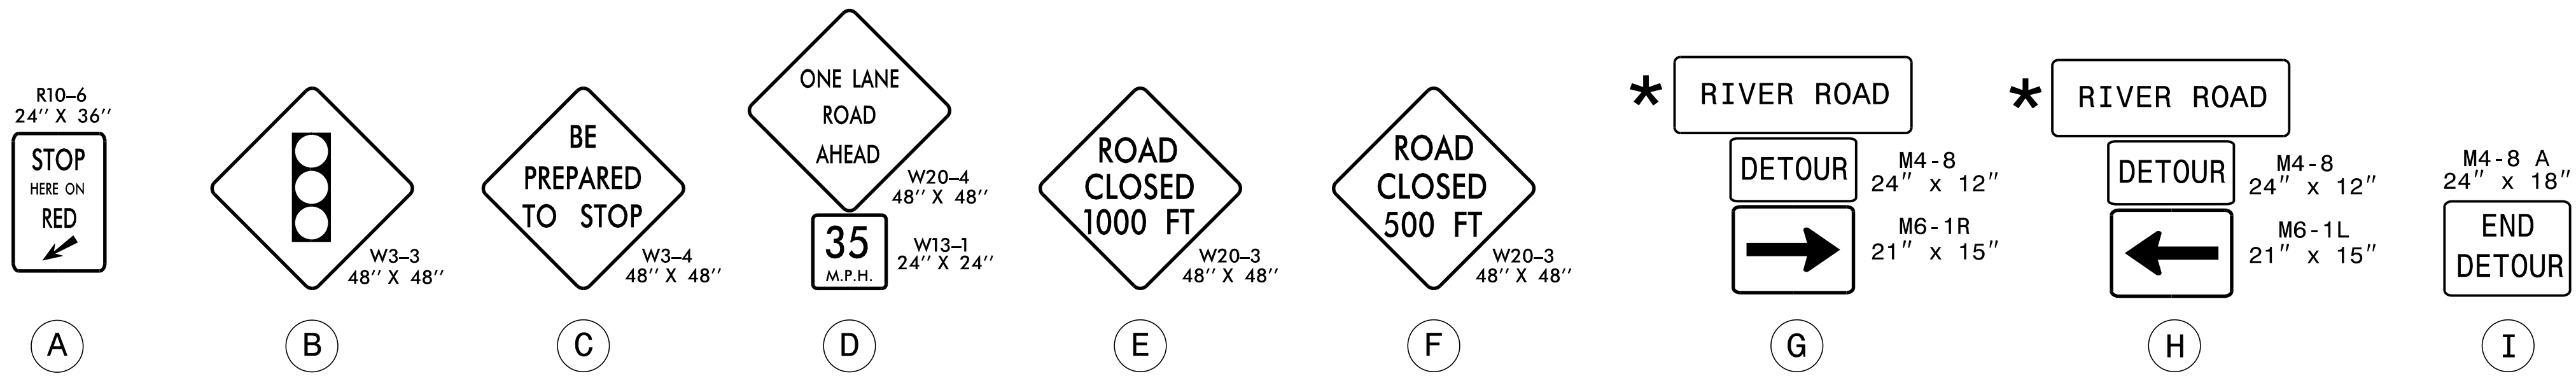 R10-6
24" X 36"
STOP
HERE ON
RED
A
W3-3
48" X 48"
B
BE
PREPARED
TO STOP
W3-4
48" X 48"
C
ONE LANE
ROAD
AHEAD
W20-4
48" X 48"
35
M.P.H.
W13-1
24" X 24"
D
ROAD
CLOSED
1000 FT
W20-3
48" X 48"
E
ROAD
CLOSED
500 FT
W20-3
48" X 48"
F
* RIVER ROAD
DETOUR
M4-8
24" x 12"
M6-1R
21" x 15"
G
* RIVER ROAD
DETOUR
M4-8
24" x 12"
M6-1L
21" x 15"
H
M4-8 A
24" x 18"
END
DETOUR
I